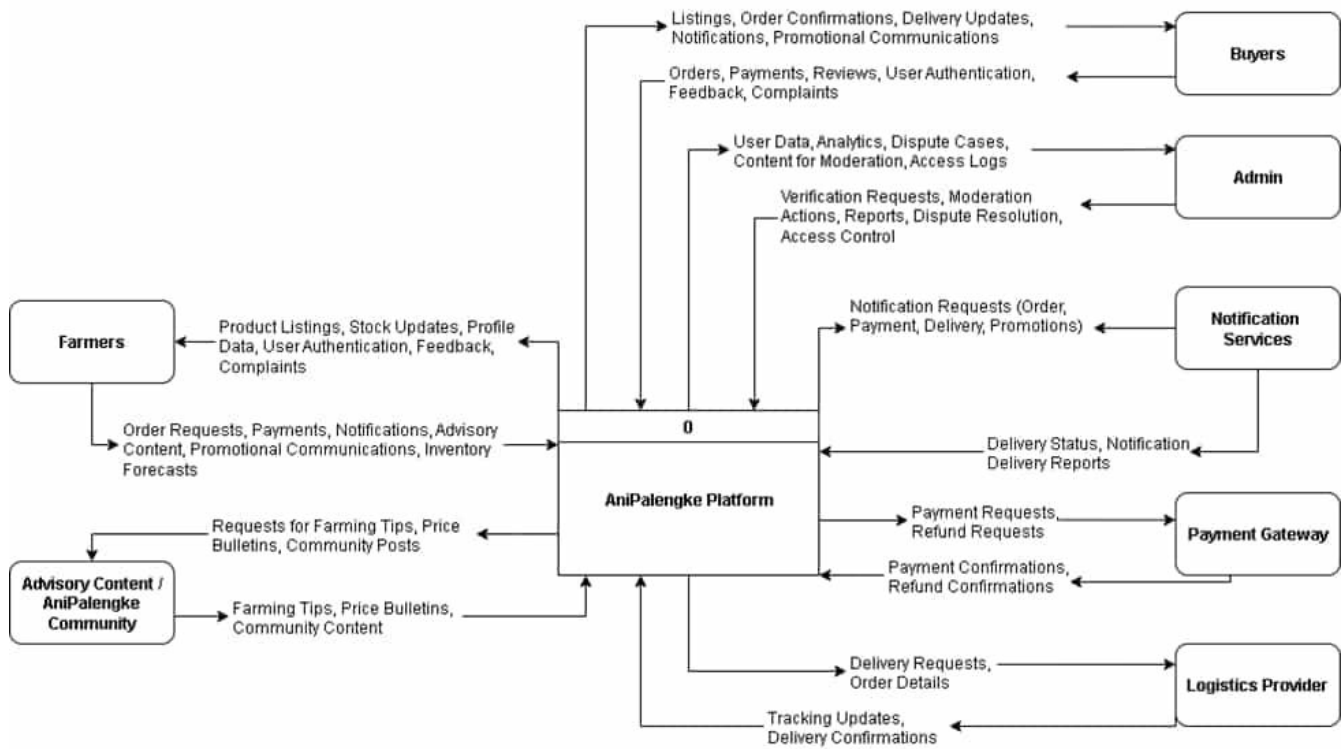 Listings, Order Confirmations, Delivery Updates,
Notifications, Promotional Communications
Buyers
Orders, Payments, Reviews, User Authentication,
Feedback, Complaints
User Data, Analytics, Dispute Cases,
Content for Moderation, Access Logs
Admin
Verification Requests, Moderation
Actions, Reports, Dispute Resolution,
Access Control
Notification Requests (Order,
Payment, Delivery, Promotions)
Notification
Services
Farmers
Product Listings, Stock Updates, Profile
Data, User Authentication, Feedback,
Complaints
Order Requests, Payments, Notifications, Advisory
Content, Promotional Communications, Inventory
Forecasts
0
AniPalengke Platform
Delivery Status, Notification
Delivery Reports
Payment Requests,
Refund Requests
Payment Gateway
Payment Confirmations,
Refund Confirmations
Requests for Farming Tips, Price
Bulletins, Community Posts
Advisory Content /
AniPalengke
Community
Farming Tips, Price Bulletins,
Community Content
Delivery Requests,
Order Details
Logistics Provider
Tracking Updates,
Delivery Confirmations